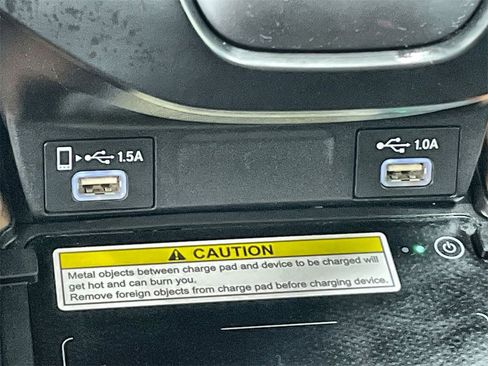 1.5A
1.0A
CAUTION
Metal objects between charge pad and device to be charged will
get hot and can burn you.
Remove foreign objects from charge pad before charging device.